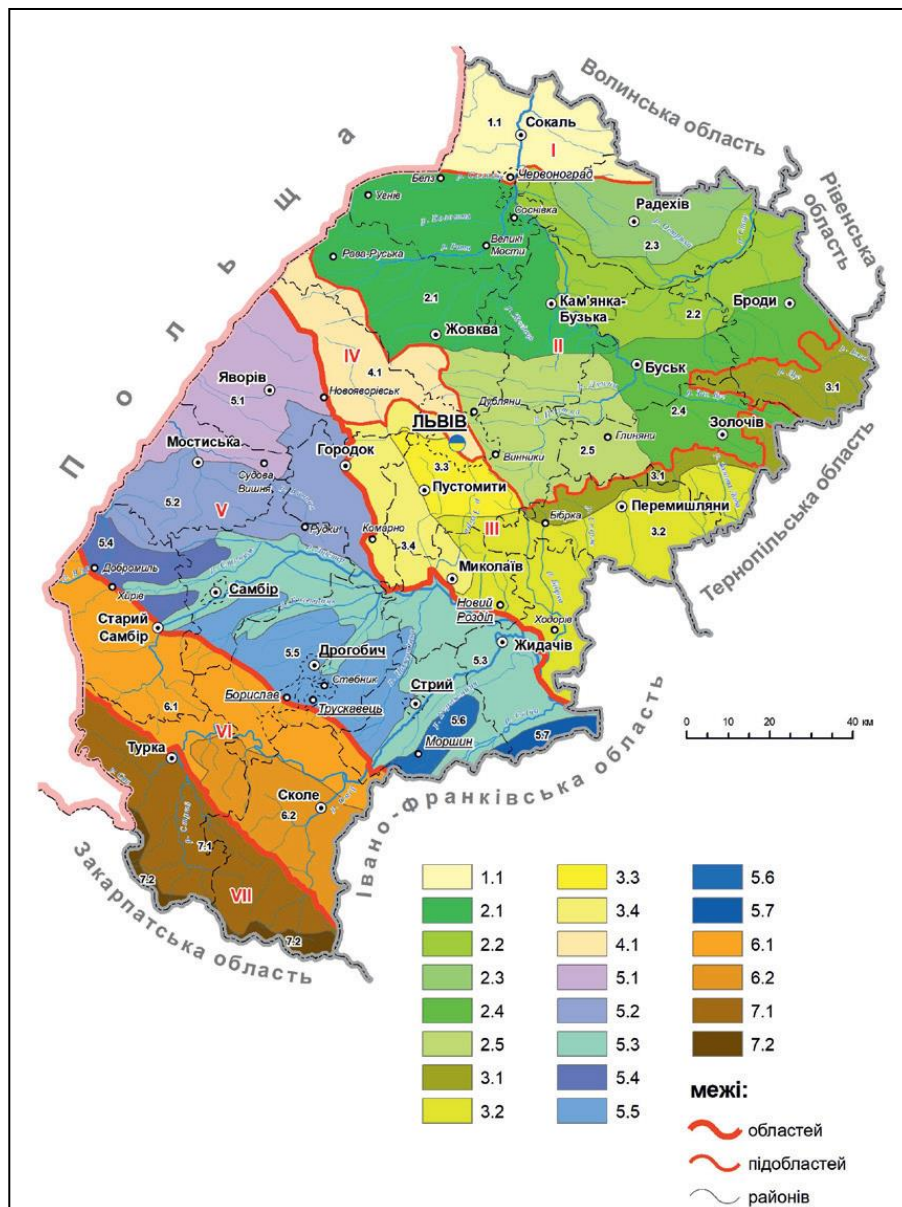 Польща
Волинська область
Рівенська область
Тернопільська область
Івано-Франківська область
Закарпатська область
1.1
Сокаль
I
Белз
Червоноград
Угнів
Соснівка
Радехів
2.3
Великі Мости
р. Рата
Рава-Руська
2.1
Кам'янка-Бузька
2.2
Броди
Жовква
II
IV
4.1
Буськ
3.1
Яворів
5.1
Новояворівськ
Дубляни
2.4
ЛЬВІВ
Золочів
Мостиська
Городок
Глиняни
2.5
Винники
3.3
Судова Вишня
Пустомити
3.1
5.2
V
Перемишляни
III
Бібрка
3.2
Рудки
Комарно
3.4
5.4
Добромиль
Хирів
Миколаїв
Самбір
Новий Розділ
Старий Самбір
Ходорів
Жидачів
5.5
Дрогобич
5.3
Стебник
Стрий
Борислав
Трускавець
6.1
5.6
VI
5.7
Моршин
Турка
Сколе
6.2
р. Стрий
7.1
7.2
VII
7.2
0 10 20 40 км
1.1
2.1
2.2
2.3
2.4
2.5
3.1
3.2
3.3
3.4
4.1
5.1
5.2
5.3
5.4
5.5
5.6
5.7
6.1
6.2
7.1
7.2
межі:
областей
підобластей
районів